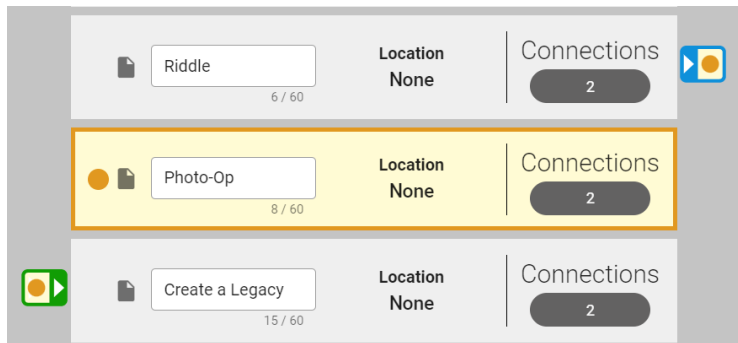 Riddle
6 / 60
Location
None
Connections
2
Photo-Op
8 / 60
Location
None
Connections
2
Create a Legacy
15 / 60
Location
None
Connections
2